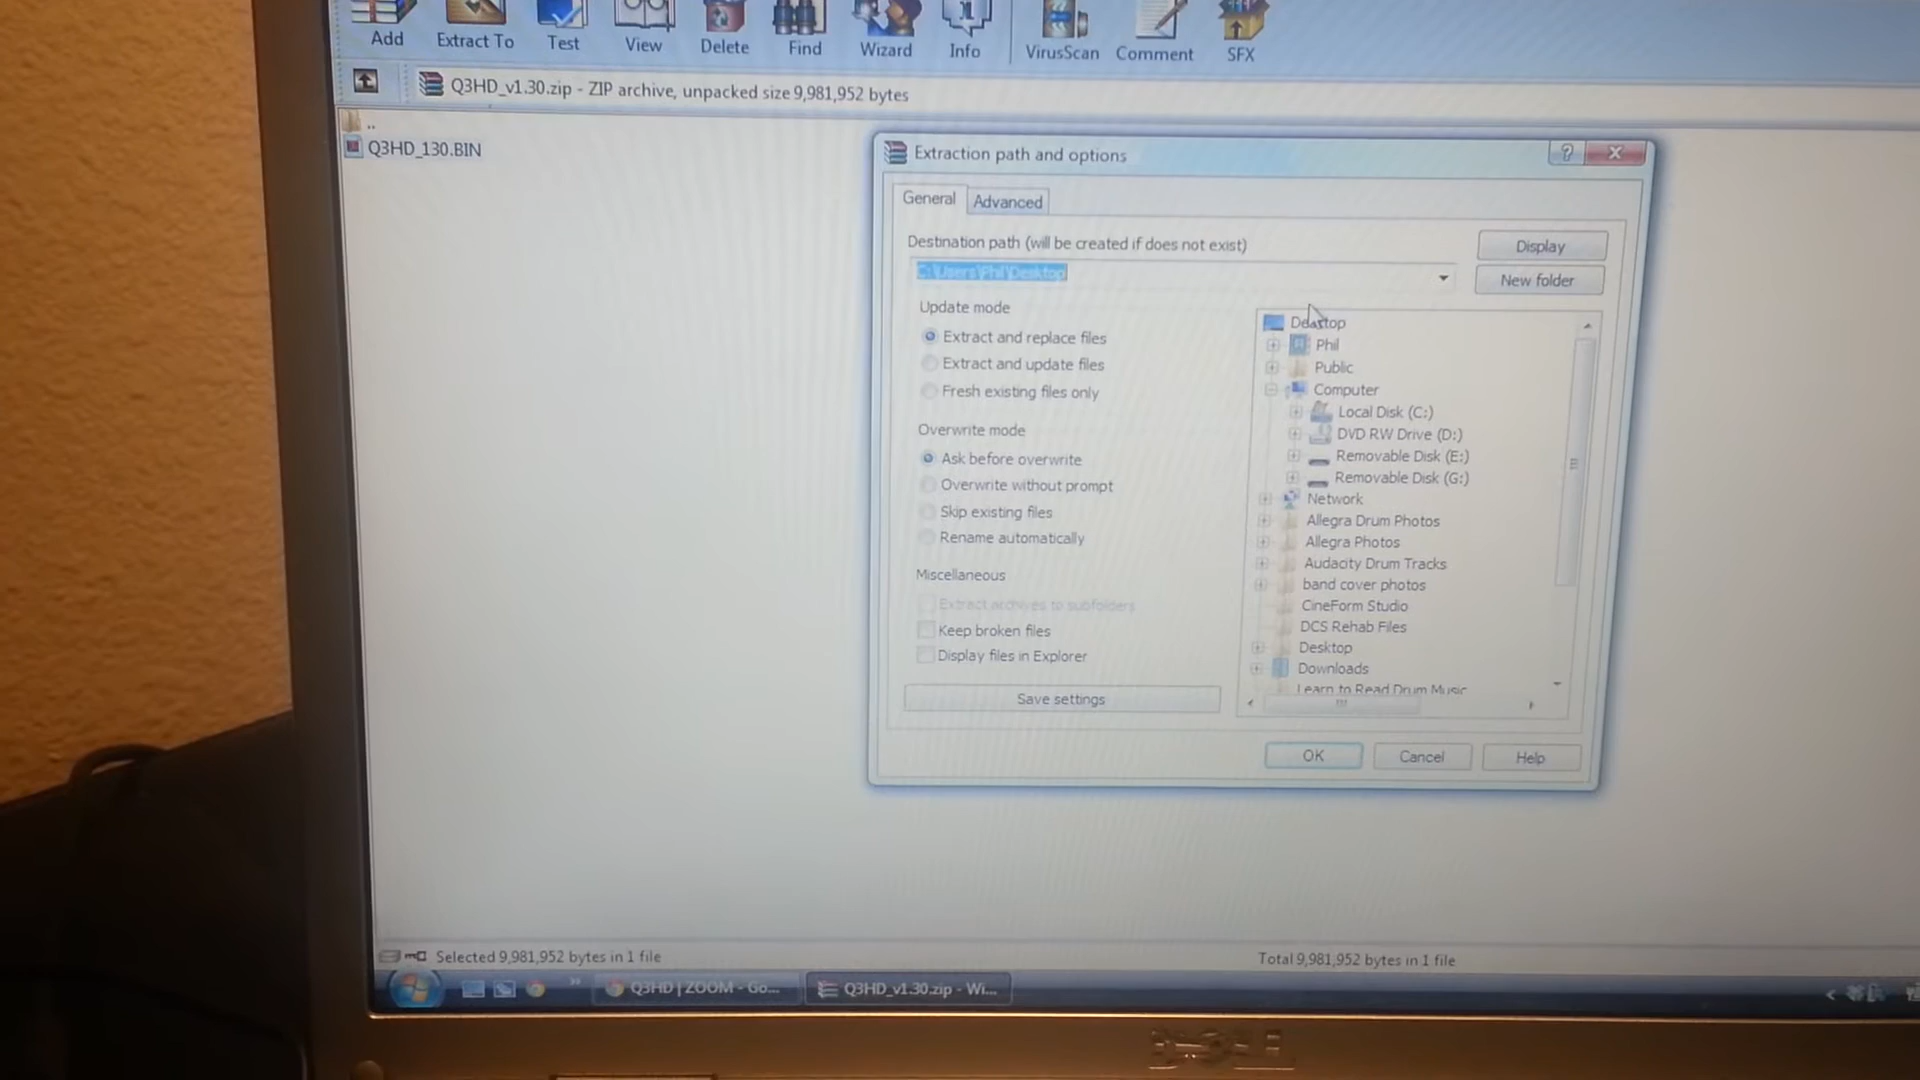 Add
Extract To
Test
View
Delete
Find
Wizard
Info
VirusScan
Comment
SFX
Q3HD_v1.30.zip - ZIP archive, unpacked size 9,981,952 bytes
..
Q3HD_130.BIN
Extraction path and options
?
General
Advanced
Destination path (will be created if does not exist)
Display
C:\Users\Phil\Desktop
New folder
Update mode
Extract and replace files
Extract and update files
Fresh existing files only
Overwrite mode
Ask before overwrite
Overwrite without prompt
Skip existing files
Rename automatically
Miscellaneous
Extract archives to subfolders
Keep broken files
Display files in Explorer
Save settings
Desktop
Phil
Public
Computer
Local Disk (C:)
DVD RW Drive (D:)
Removable Disk (E:)
Removable Disk (G:)
Network
Allegra Drum Photos
Allegra Photos
Audacity Drum Tracks
band cover photos
CineForm Studio
DCS Rehab Files
Desktop
Downloads
Learn to Read Drum Music
OK
Cancel
Help
Selected 9,981,952 bytes in 1 file
Total 9,981,952 bytes in 1 file
Q3HD | ZOOM - Go...
Q3HD_v1.30.zip - Wi...